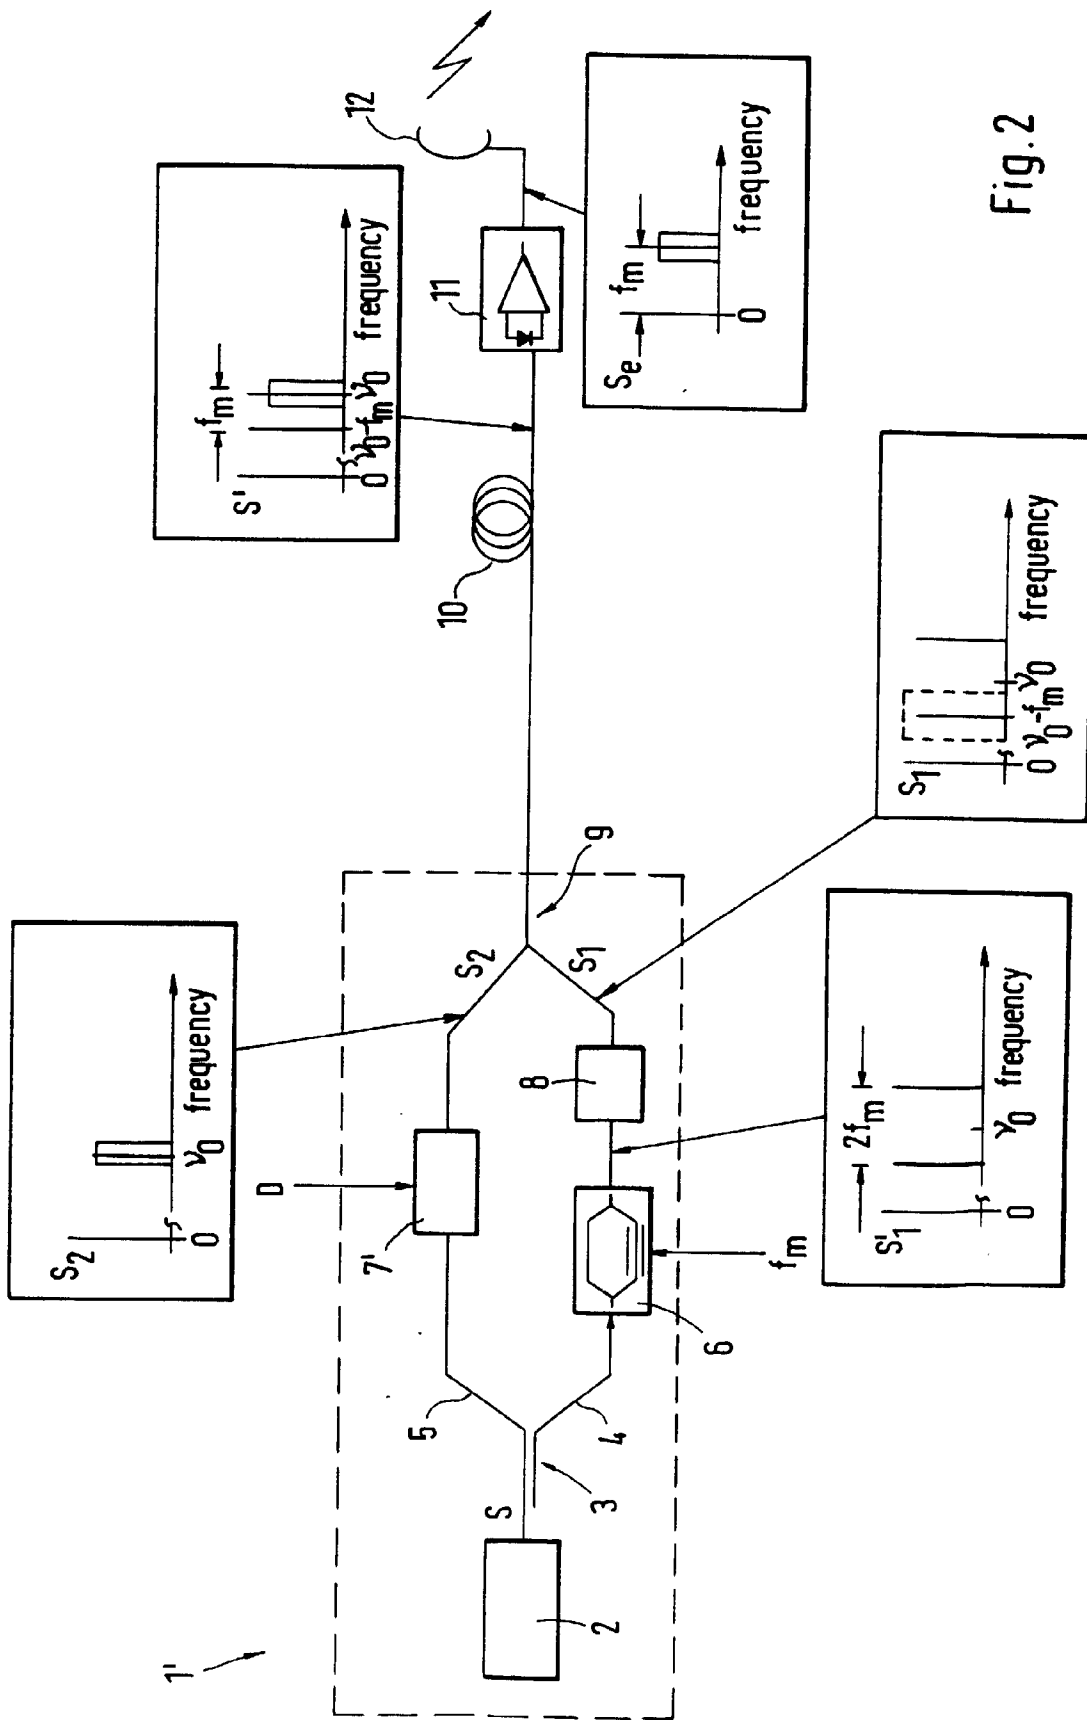 1'
2
S
3
4
5
6
f_m
7'
D
8
S_2
S_1
9
10
11
12
S_2
0
ν_0
frequency
S'_1
2f_m
0
ν_0
frequency
S_1
0
ν_0-f_m
ν_0
frequency
S'
f_m
0
ν_0-f_m
ν_0
frequency
S_e
f_m
0
frequency
Fig.2